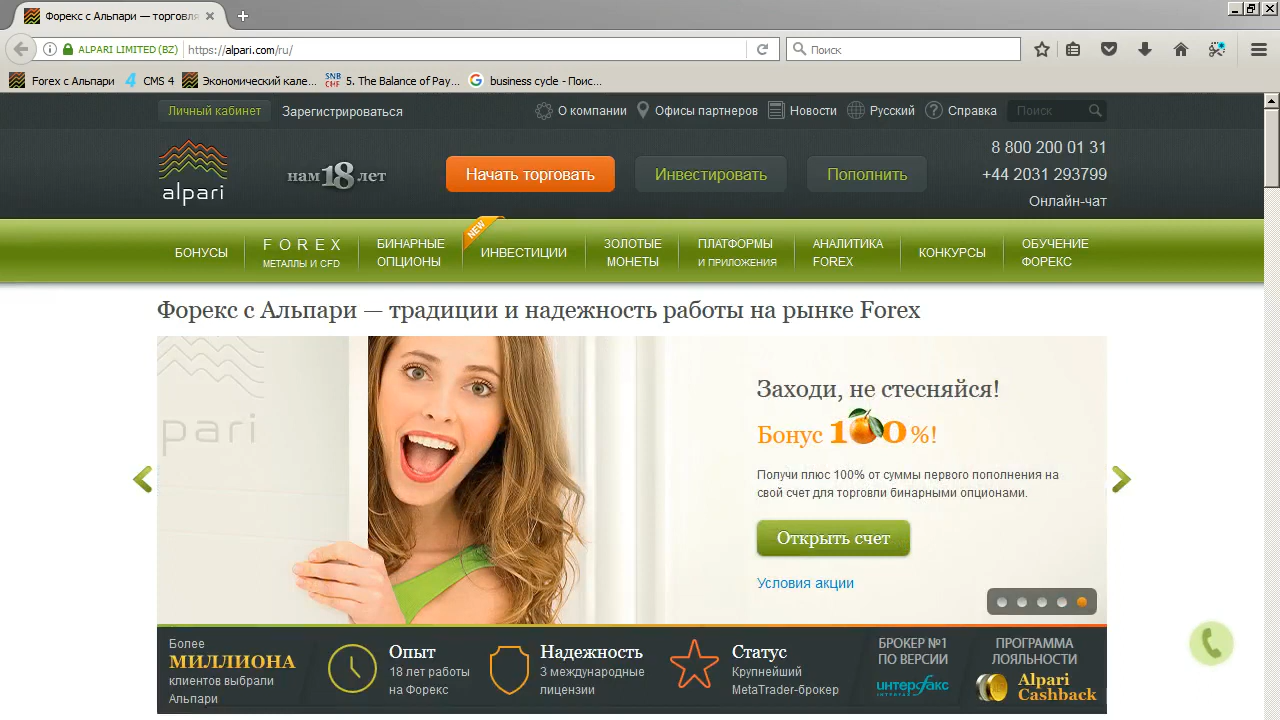 Форекс с Альпари — торговля
ALPARI LIMITED (BZ)
https://alpari.com/ru/
Поиск
Forex с Альпари
4 CMS 4
Экономический кале...
SNB CMF
5. The Balance of Pay...
G
business cycle - Поис...
Личный кабинет
Зарегистрироваться
О компании
Офисы партнеров
Новости
Русский
? Справка
Поиск
alpari
нам 18 лет
Начать торговать
Инвестировать
Пополнить
8 800 200 01 31
+44 2031 293799
Онлайн-чат
БОНУСЫ
FOREX
МЕТАЛЛЫ И CFD
БИНАРНЫЕ
ОПЦИОНЫ
NEW
ИНВЕСТИЦИИ
ЗОЛОТЫЕ
МОНЕТЫ
ПЛАТФОРМЫ
И ПРИЛОЖЕНИЯ
АНАЛИТИКА
FOREX
КОНКУРСЫ
ОБУЧЕНИЕ
ФОРЕКС
Форекс с Альпари — традиции и надежность работы на рынке Forex
pari
Заходи, не стесняйся!
Бонус 100%!
Получи плюс 100% от суммы первого пополнения на
свой счет для торговли бинарными опционами.
Открыть счет
Условия акции
Более
МИЛЛИОНА
клиентов выбрали
Альпари
Опыт
18 лет работы
на Форекс
Надежность
3 международные
лицензии
Статус
Крупнейший
MetaTrader-брокер
БРОКЕР №1
ПО ВЕРСИИ
интерфакс
ПРОГРАММА
ЛОЯЛЬНОСТИ
Alpari
Cashback